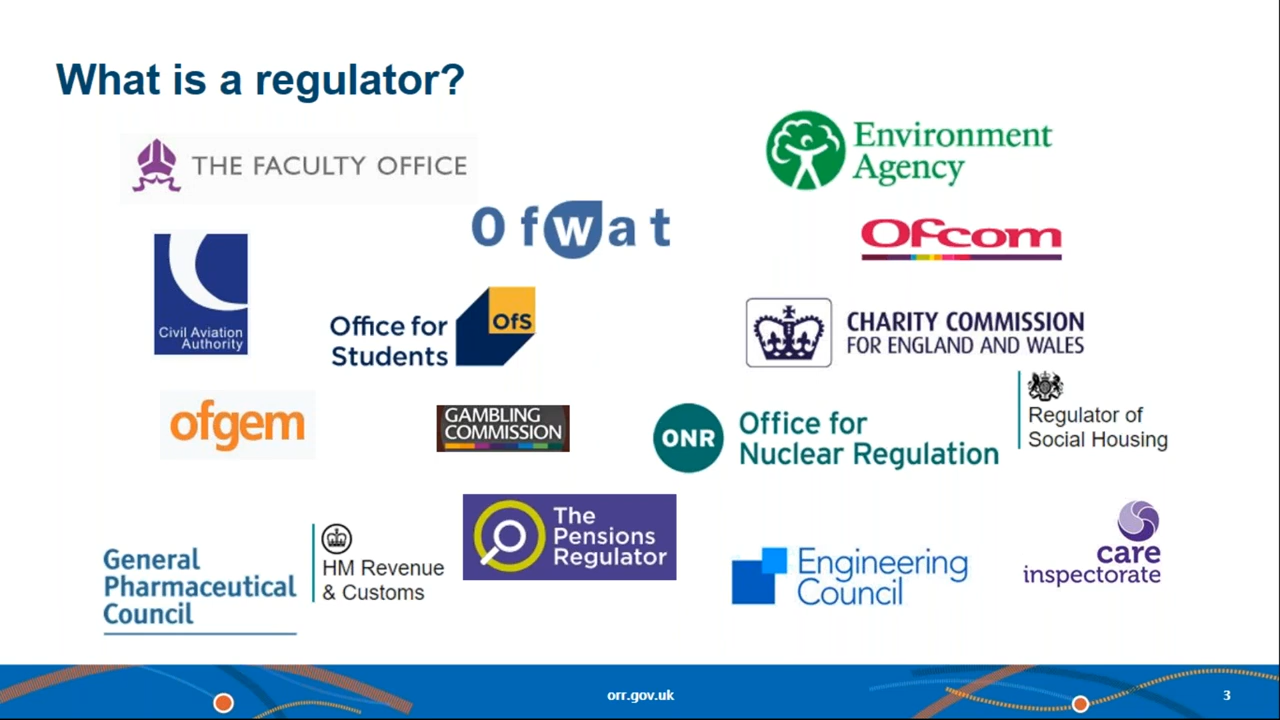 What is a regulator?
THE FACULTY OFFICE
Environment
Agency
Ofwat
Ofcom
Civil Aviation
Authority
Office for
Students
OfS
CHARITY COMMISSION
FOR ENGLAND AND WALES
ofgem
GAMBLING
COMMISSION
ONR
Office for
Nuclear Regulation
Regulator of
Social Housing
General
Pharmaceutical
Council
HM Revenue
& Customs
The
Pensions
Regulator
Engineering
Council
care
inspectorate
orr.gov.uk
3